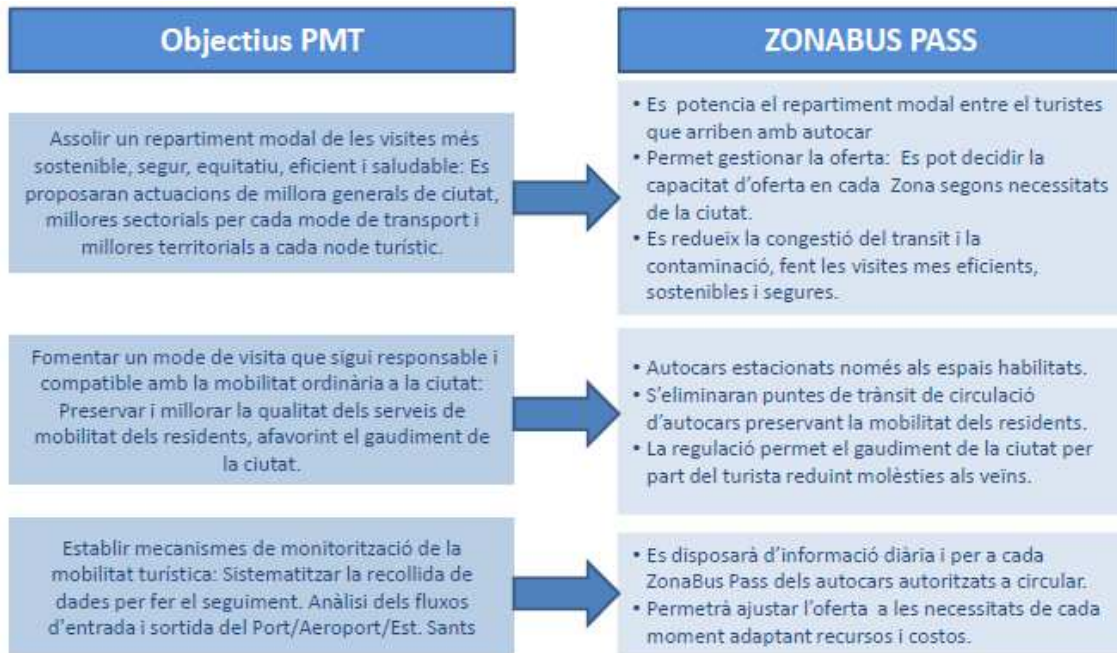 Objectius PMT
Assolir un repartiment modal de les visites més
sostenible, segur, equitatiu, eficient i saludable: Es
proposaran actuacions de millora generals de ciutat,
millores sectorials per cada mode de transport i
millores territorials a cada node turístic.
Fomentar un mode de visita que sigui responsable i
compatible amb la mobilitat ordinària a la ciutat:
Preservar i millorar la qualitat dels serveis de
mobilitat dels residents, afavorint el gaudiment de
la ciutat.
Establir mecanismes de monitorització de la
mobilitat turística: Sistematitzar la recollida de
dades per fer el seguiment. Anàlisi dels fluxos
d'entrada i sortida del Port/Aeroport/Est. Sants
ZONABUS PASS
• Es potencia el repartiment modal entre el turistes
que arriben amb autocar
• Permet gestionar la oferta: Es pot decidir la
capacitat d'oferta en cada Zona segons necessitats
de la ciutat.
• Es redueix la congestió del transit i la
contaminació, fent les visites mes eficients,
sostenibles i segures.
• Autocars estacionats només als espais habilitats.
• S'eliminaran puntes de trànsit de circulació
d'autocars preservant la mobilitat dels residents.
• La regulació permet el gaudiment de la ciutat per
part del turista reduint molèsties als veïns.
• Es disposarà d'informació diària i per a cada
ZonaBus Pass dels autocars autoritzats a circular.
• Permetrà ajustar l'oferta a les necessitats de cada
moment adaptant recursos i costos.